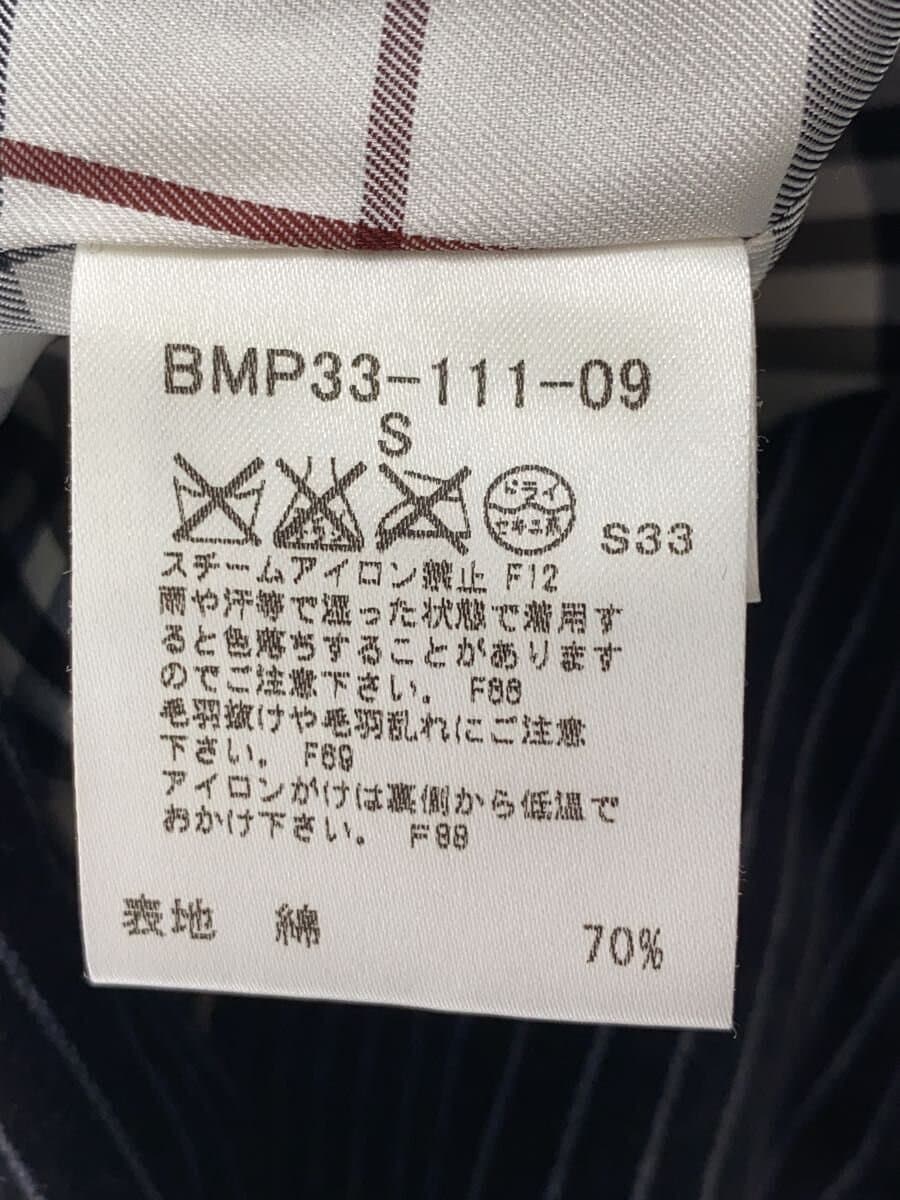 BMP33-111-09
S
ドライ
セキユ系
S33
スチームアイロン禁止 F12
雨や汗等で湿った状態で着用す
ると色落ちすることがあります
のでご注意下さい。 F88
毛羽抜けや毛羽乱れにご注意
下さい。 F69
アイロンがけは裏側から低温で
おかけ下さい。 F98
表地 綿 70%